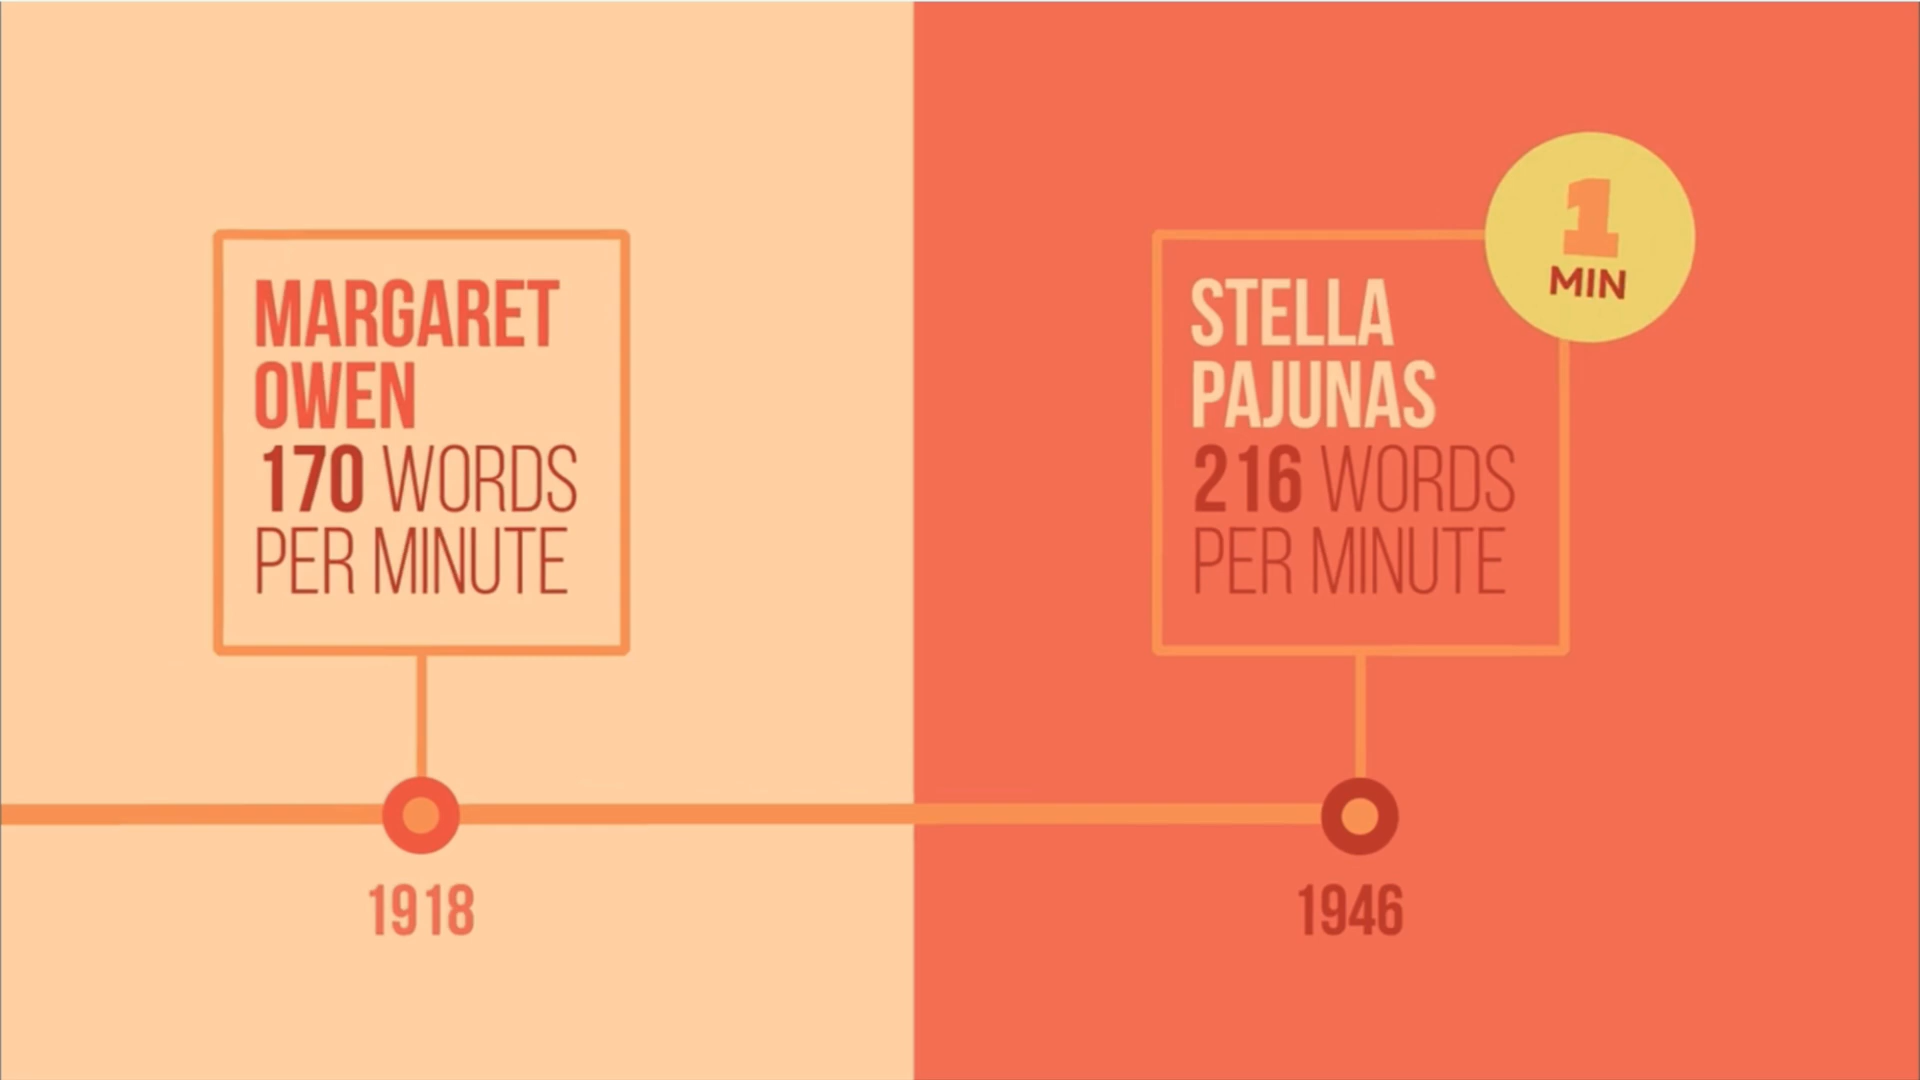 MARGARET
OWEN
170 WORDS
PER MINUTE
1918
1
MIN
STELLA
PAJUNAS
216 WORDS
PER MINUTE
1946